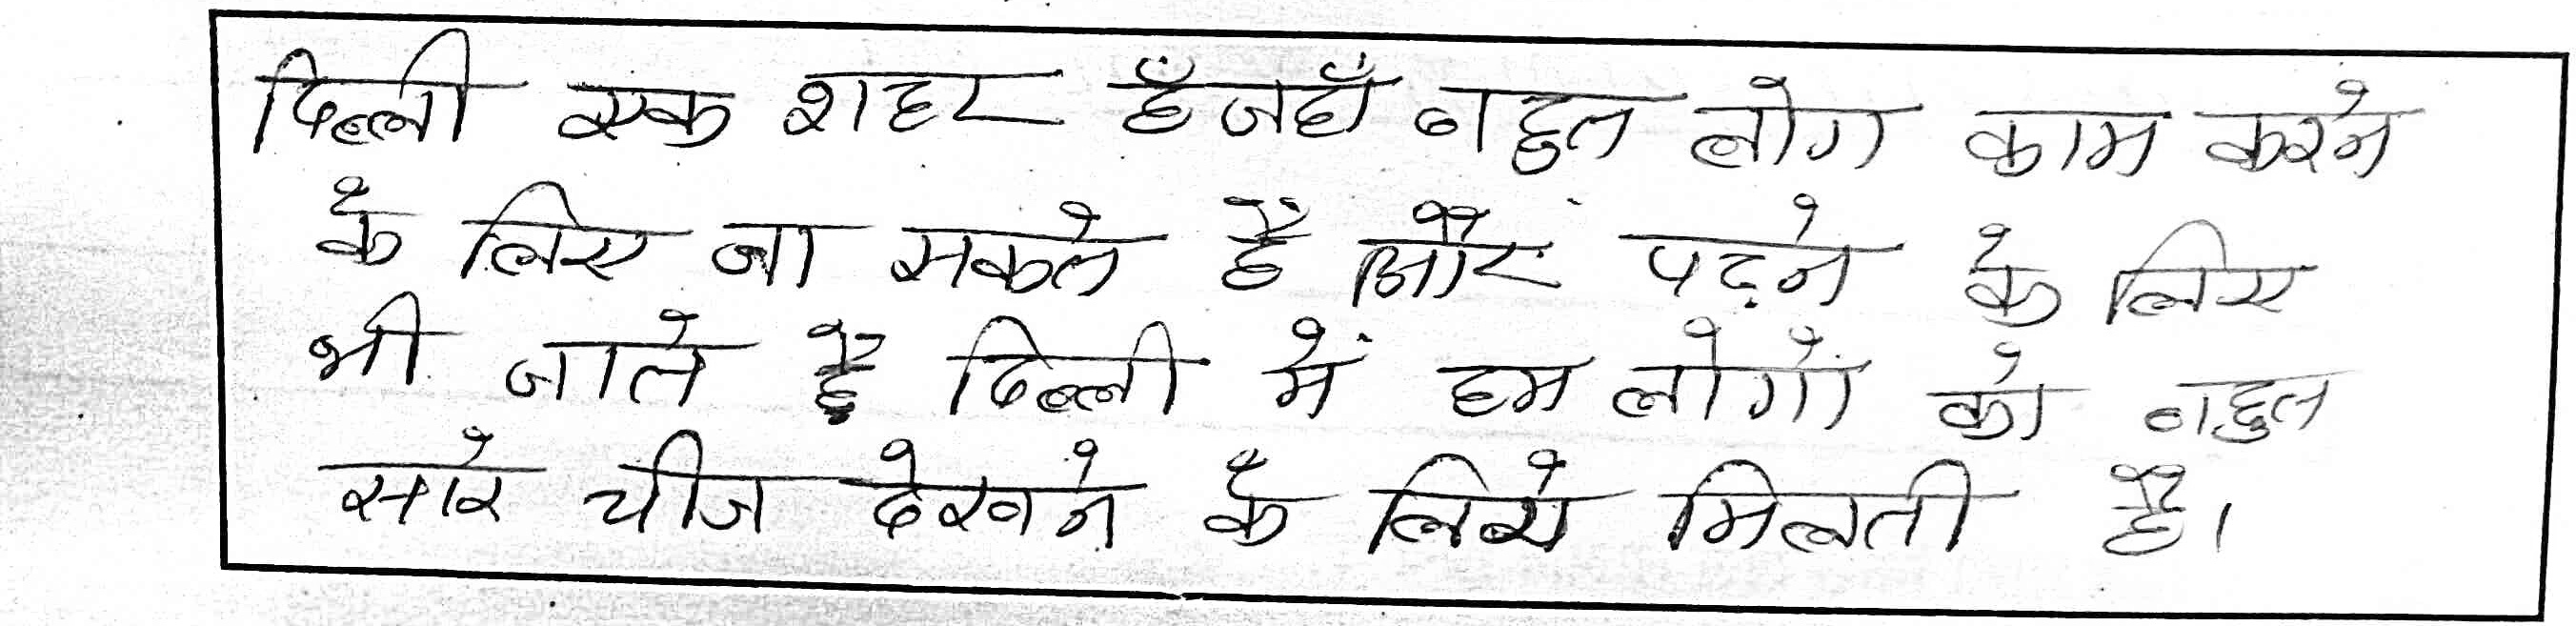 दिल्ली एक शहर हैँ जहाँ बहुत लोग काम करने
के लिए जा सकते हैं और पढ़ने के लिए
भी जाते हैं दिल्ली में हम लोगों को बहुत
सारे चीज देखने के लिये मिलती है।